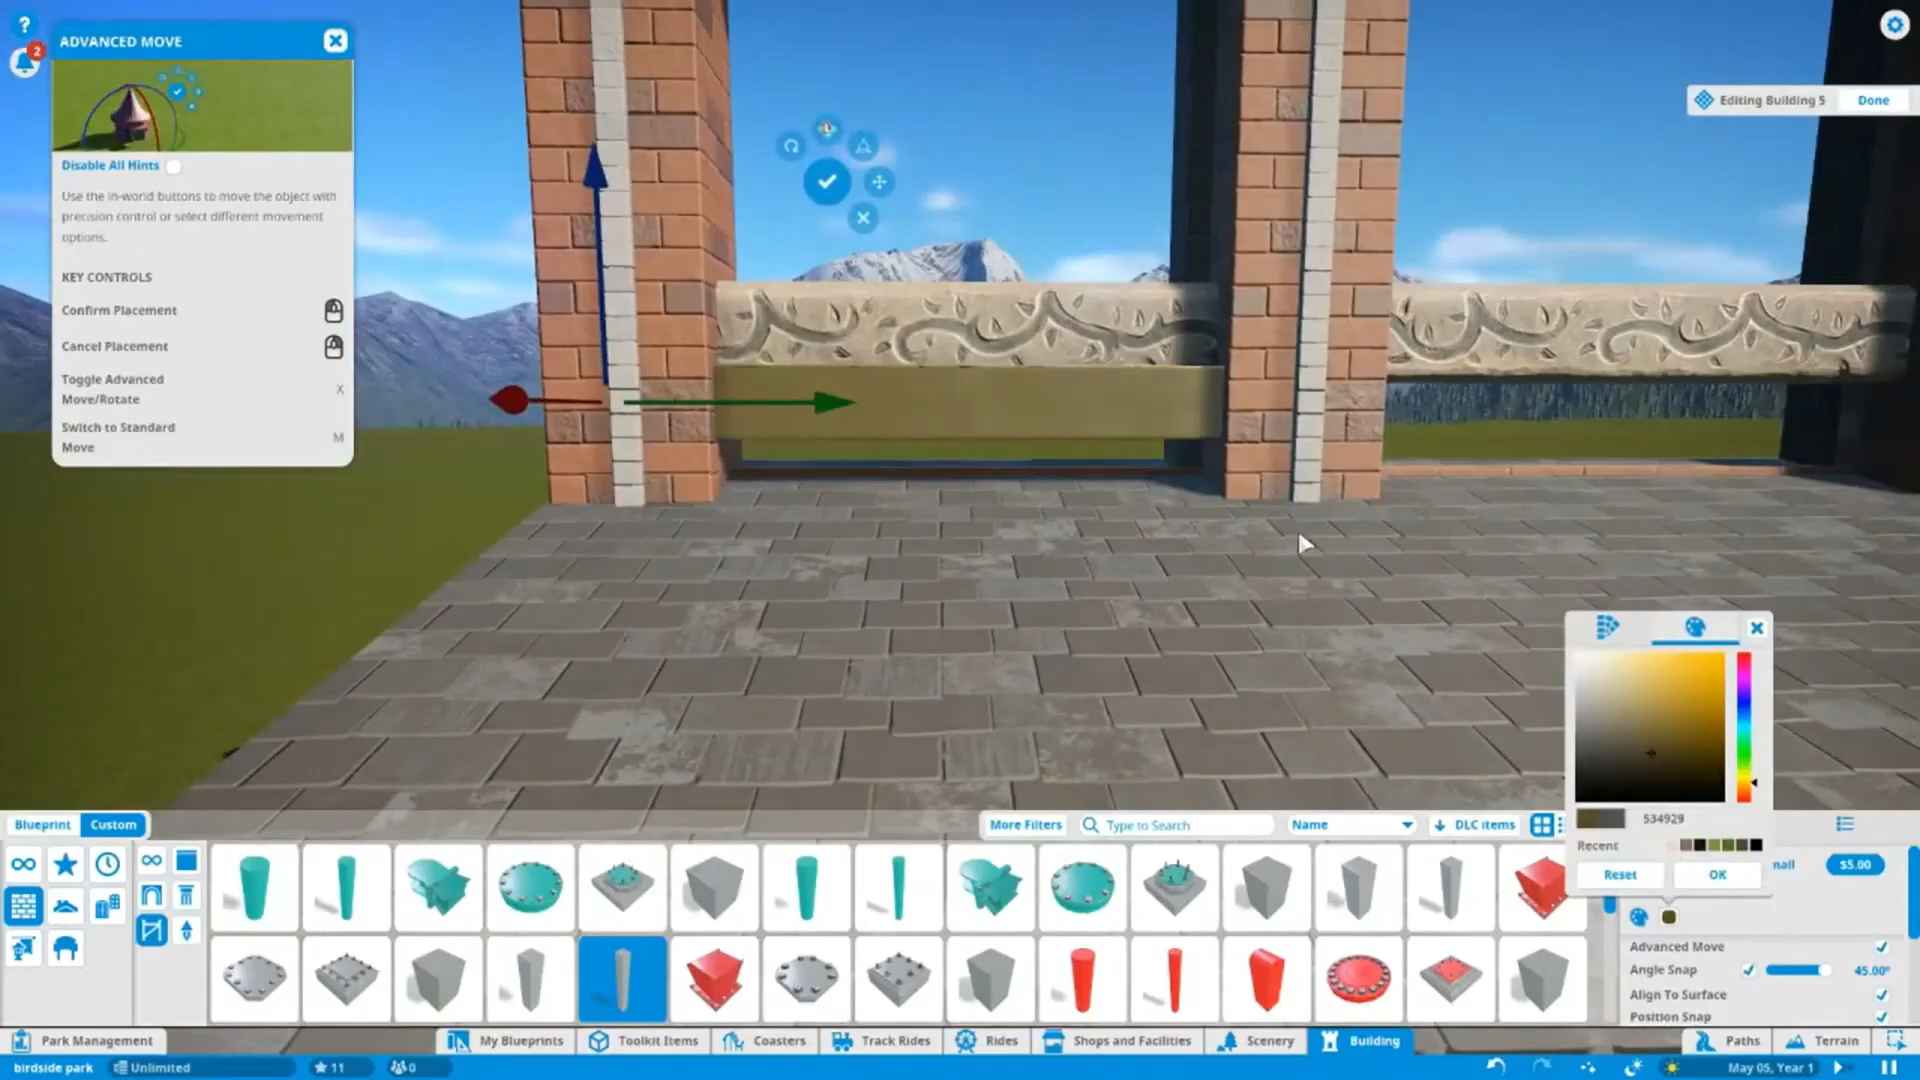 ?
2
ADVANCED MOVE
Disable All Hints
Use the in-world buttons to move the object with
precision control or select different movement
options.
KEY CONTROLS
Confirm Placement
Cancel Placement
Toggle Advanced
Move/Rotate
X
Switch to Standard
Move
M
Editing Building 5
Done
534929
Recent
Reset
OK
$5.00
Advanced Move
Angle Snap
45.00°
Align To Surface
Position Snap
Blueprint
Custom
More Filters
Type to Search
Name
DLC items
Park Management
My Blueprints
Toolkit Items
Coasters
Track Rides
Rides
Shops and Facilities
Scenery
Building
Paths
Terrain
birdside park
Unlimited
11
0
May 05, Year 1